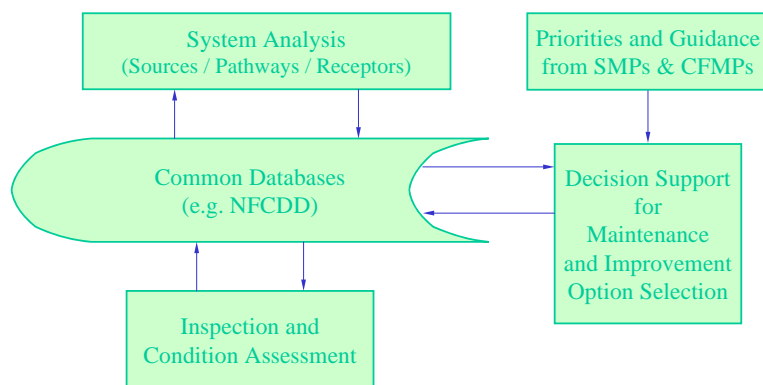 System Analysis
(Sources / Pathways / Receptors)
Priorities and Guidance
from SMPs & CFMPs
Common Databases
(e.g. NFCDD)
Decision Support
for
Maintenance
and Improvement
Option Selection
Inspection and
Condition Assessment